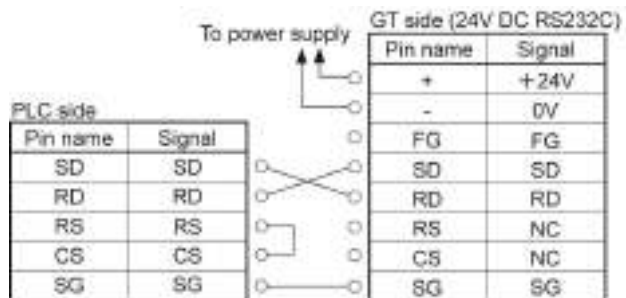 To power supply
GT side (24V DC RS232C)
Pin name Signal
+ +24V
- 0V
FG FG
SD SD
RD RD
RS NC
CS NC
SG SG
PLC side
Pin name Signal
SD SD
RD RD
RS RS
CS CS
SG SG